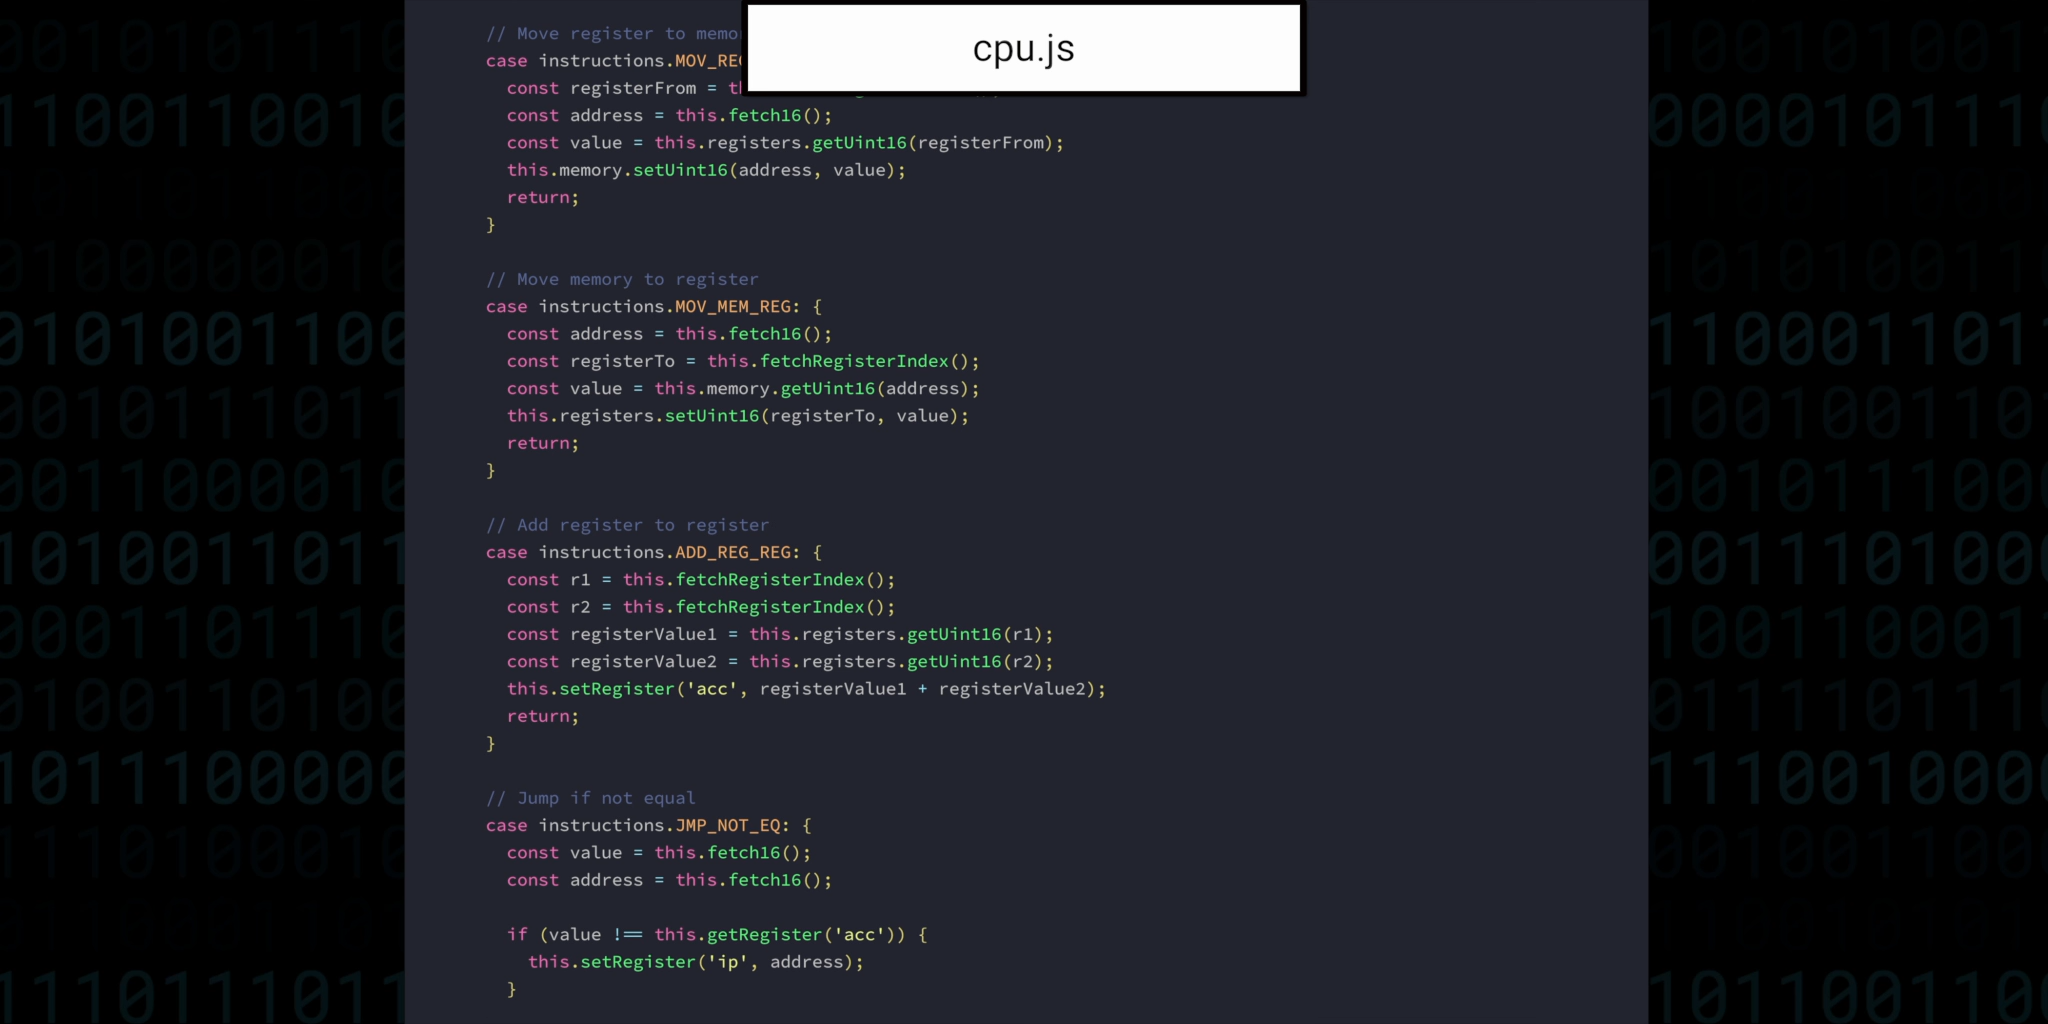 cpu.js
// Move register to memo
case instructions.MOV_REG
const registerFrom = th
const address = this.fetch16();
const value = this.registers.getUint16(registerFrom);
this.memory.setUint16(address, value);
return;
}
// Move memory to register
case instructions.MOV_MEM_REG: {
const address = this.fetch16();
const registerTo = this.fetchRegisterIndex();
const value = this.memory.getUint16(address);
this.registers.setUint16(registerTo, value);
return;
}
// Add register to register
case instructions.ADD_REG_REG: {
const r1 = this.fetchRegisterIndex();
const r2 = this.fetchRegisterIndex();
const registerValue1 = this.registers.getUint16(r1);
const registerValue2 = this.registers.getUint16(r2);
this.setRegister('acc', registerValue1 + registerValue2);
return;
}
// Jump if not equal
case instructions.JMP_NOT_EQ: {
const value = this.fetch16();
const address = this.fetch16();
if (value !== this.getRegister('acc')) {
this.setRegister('ip', address);
}